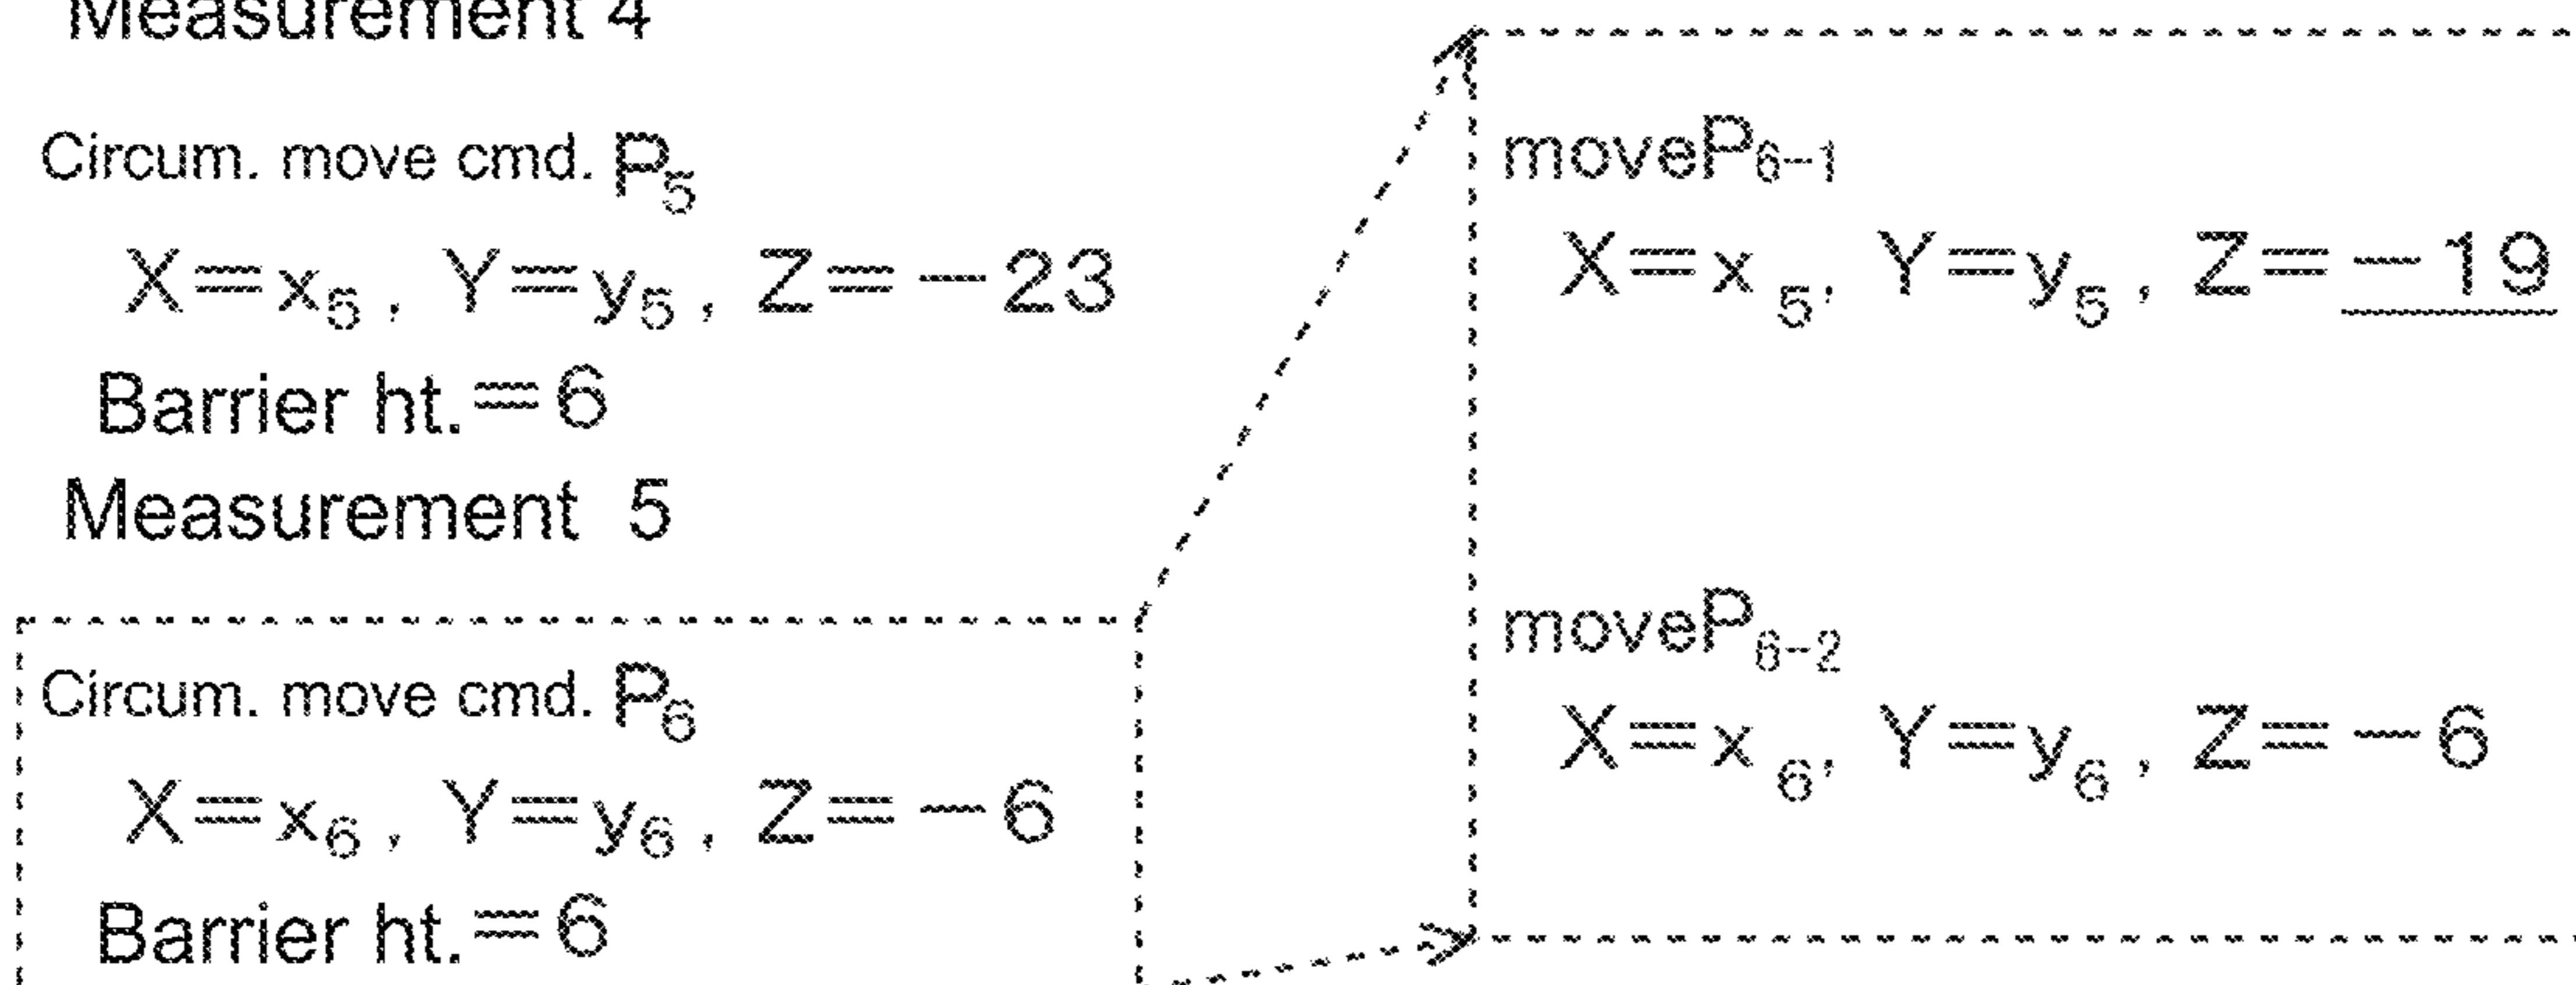 Measurement 4
Circum. move cmd. P₅
X=x₅, Y=y₅, Z=−23
Barrier ht.=6
Measurement 5
Circum. move cmd. P₆
X=x₆, Y=y₆, Z=−6
Barrier ht.=6
moveP₆₋₁
X=x₅, Y=y₅, Z=−19
moveP₆₋₂
X=x₆, Y=y₆, Z=−6